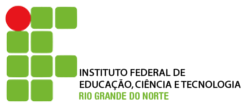 INSTITUTO FEDERAL DE
EDUCAÇÃO, CIÊNCIA E TECNOLOGIA
RIO GRANDE DO NORTE